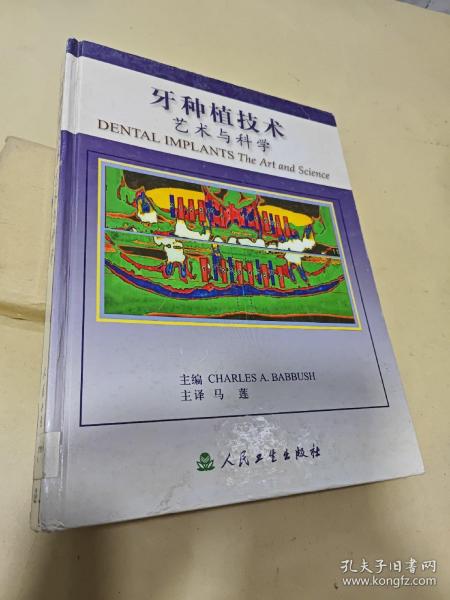 牙种植技术
艺术与科学
DENTAL IMPLANTS The Art and Science
主编 CHARLES A. BABBUSH
主译 马 莲
人民卫生出版社
孔夫子旧书网
www.kongfz.com